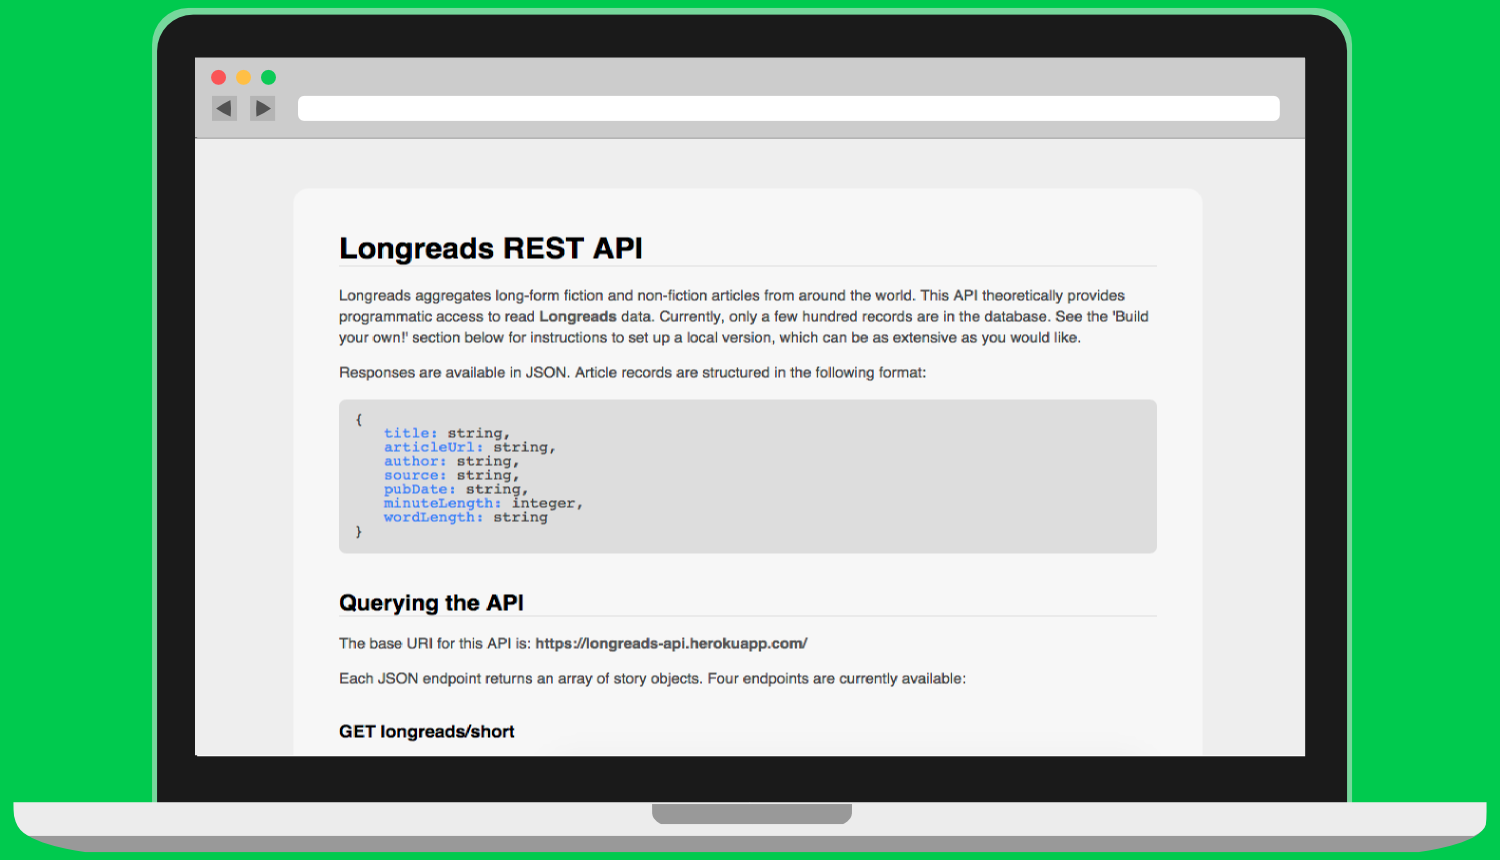 Longreads REST API
Longreads aggregates long-form fiction and non-fiction articles from around the world. This API theoretically provides
programmatic access to read Longreads data. Currently, only a few hundred records are in the database. See the 'Build
your own!' section below for instructions to set up a local version, which can be as extensive as you would like.
Responses are available in JSON. Article records are structured in the following format:
{
title: string,
articleUrl: string,
author: string,
source: string,
pubDate: string,
minuteLength: integer,
wordLength: string
}
Querying the API
The base URI for this API is: https://longreads-api.herokuapp.com/
Each JSON endpoint returns an array of story objects. Four endpoints are currently available:
GET longreads/short